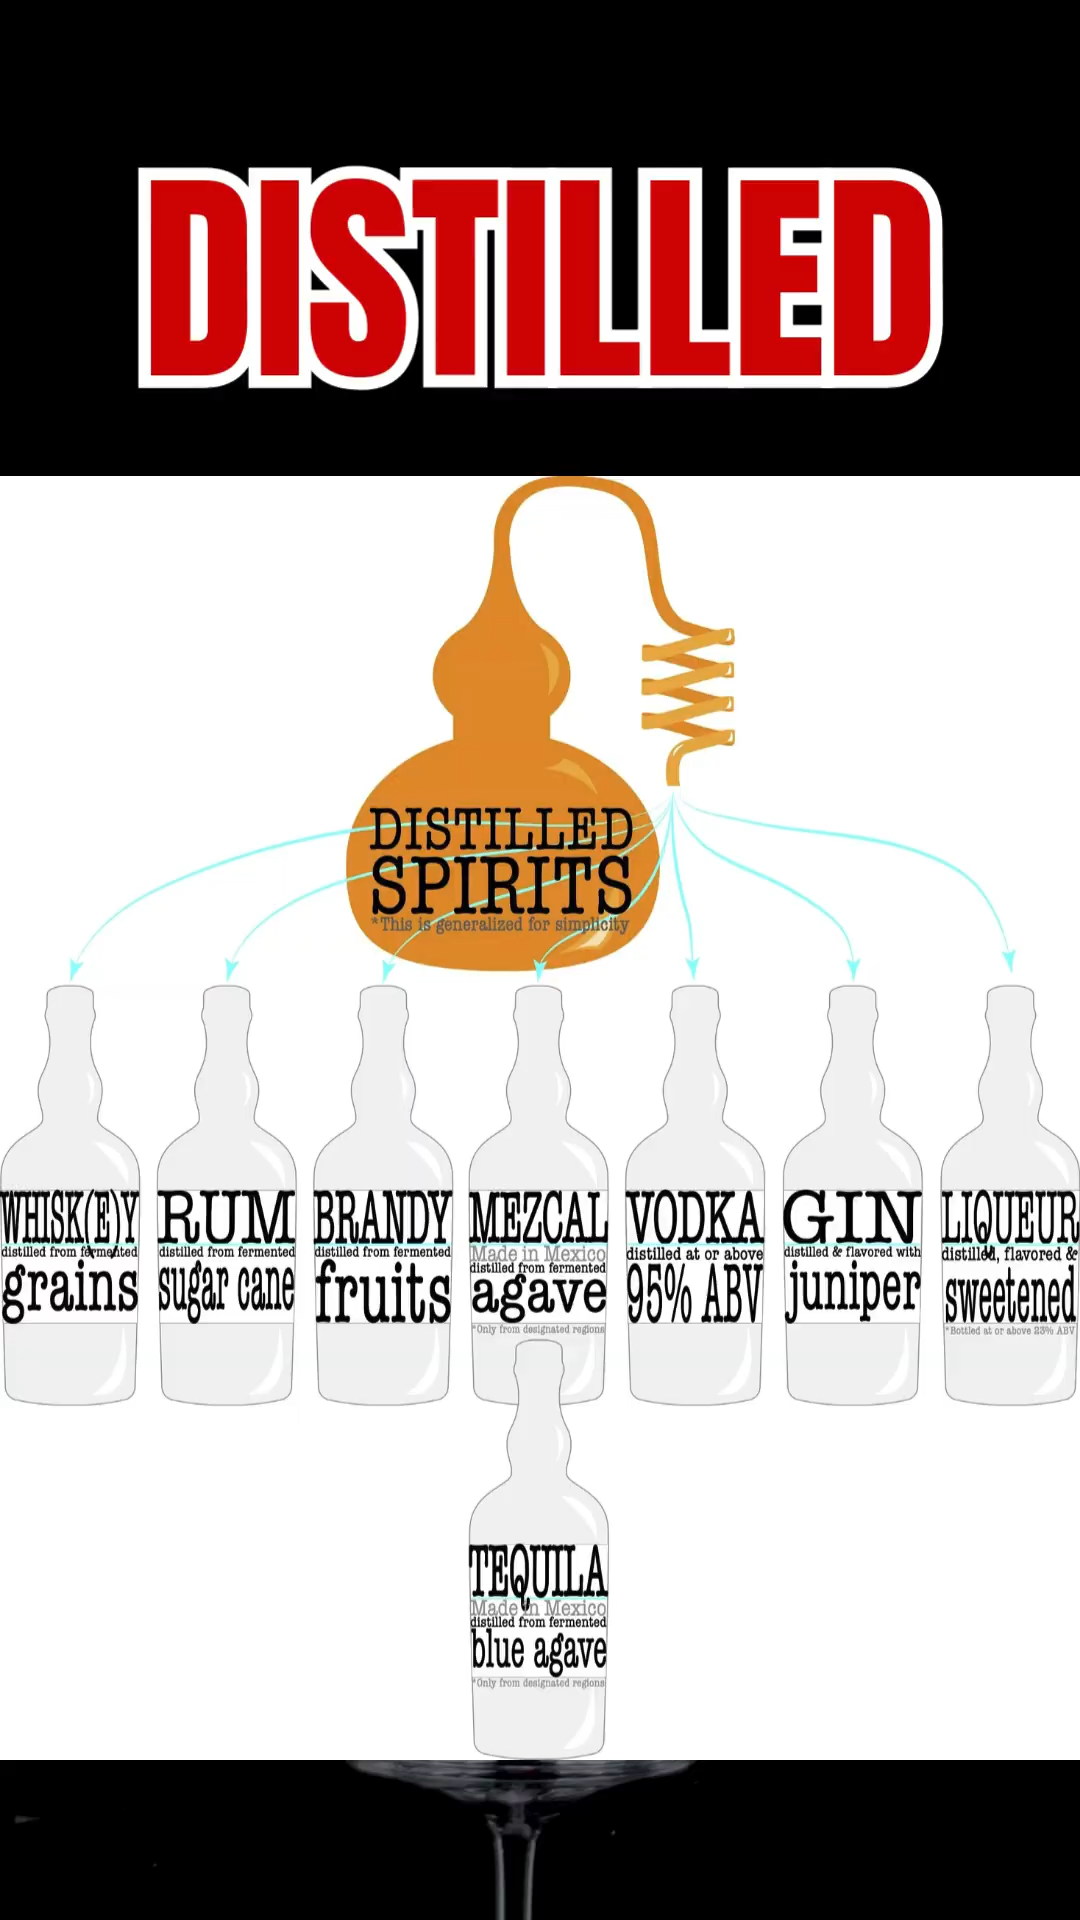 DISTILLED
DISTILLED
SPIRITS
*This is generalized for simplicity
WHISK(E)Y
distilled from fermented
grains
RUM
distilled from fermented
sugar cane
BRANDY
distilled from fermented
fruits
MEZCAL
Made in Mexico
distilled from fermented
agave
*Only from designated regions
VODKA
distilled at or above
95% ABV
GIN
distilled & flavored with
juniper
LIQUEUR
distilled, flavored &
sweetened
*Bottled at or above 23% ABV
TEQUILA
Made in Mexico
distilled from fermented
blue agave
*Only from designated regions